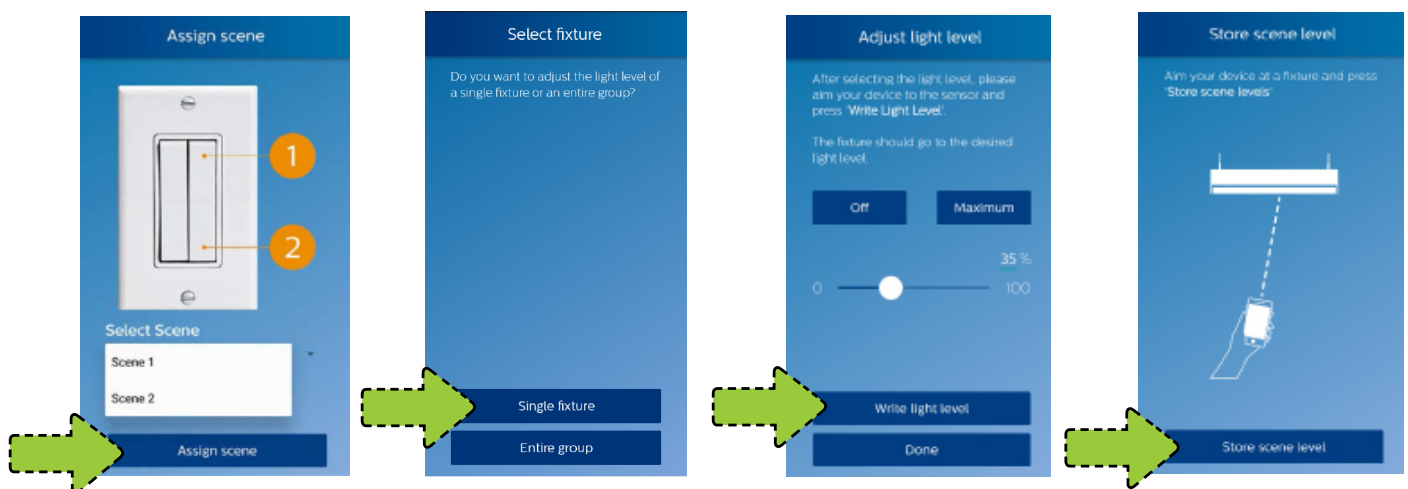 Assign scene
1
2
Select Scene
Scene 1
Scene 2
Assign scene
Select fixture
Do you want to adjust the light level of
a single fixture or an entire group?
Single fixture
Entire group
Adjust light level
After selecting the light level, please
aim your device to the sensor and
press 'Write Light Level'.
The fixture should go to the desired
light level.
Off
Maximum
35 %
0
100
Write light level
Done
Store scene level
Aim your device at a fixture and press
'Store scene levels'
Store scene level